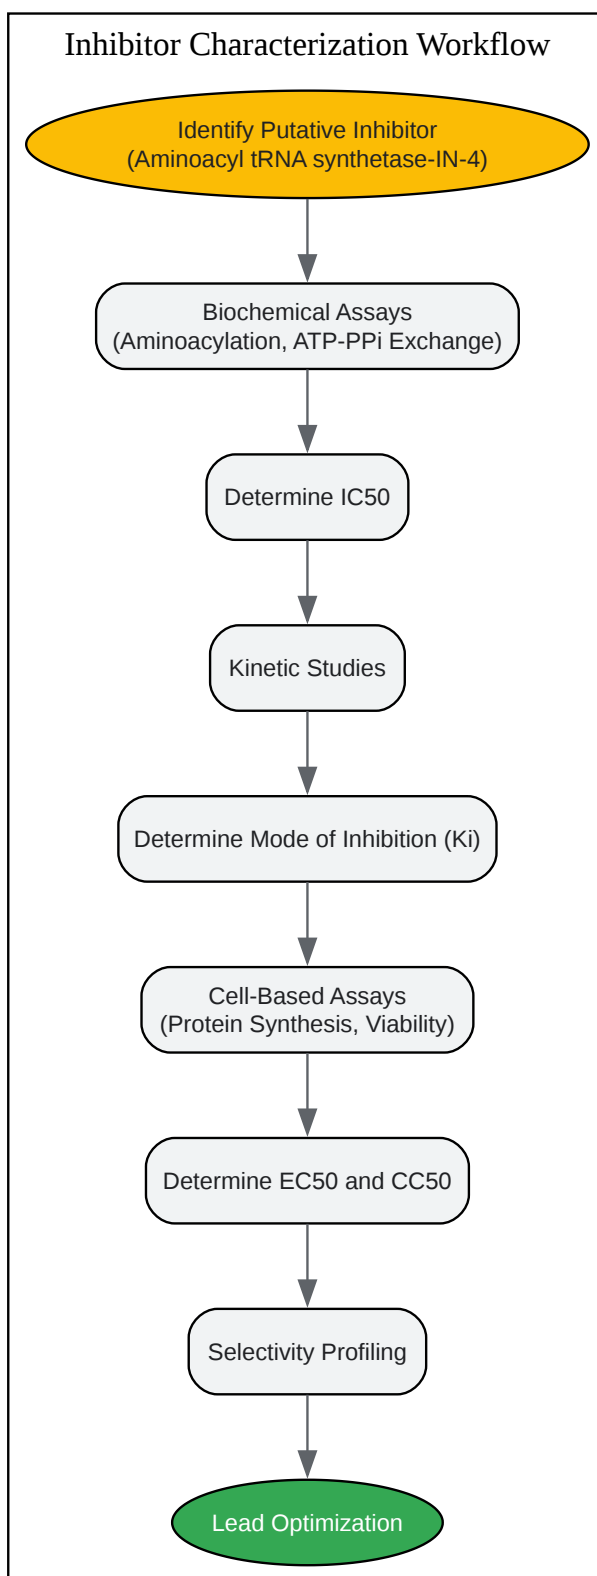 Inhibitor Characterization Workflow
Identify Putative Inhibitor
(Aminoacyl tRNA synthetase-IN-4)
Biochemical Assays
(Aminoacylation, ATP-PPi Exchange)
Determine IC50
Kinetic Studies
Determine Mode of Inhibition (Ki)
Cell-Based Assays
(Protein Synthesis, Viability)
Determine EC50 and CC50
Selectivity Profiling
Lead Optimization